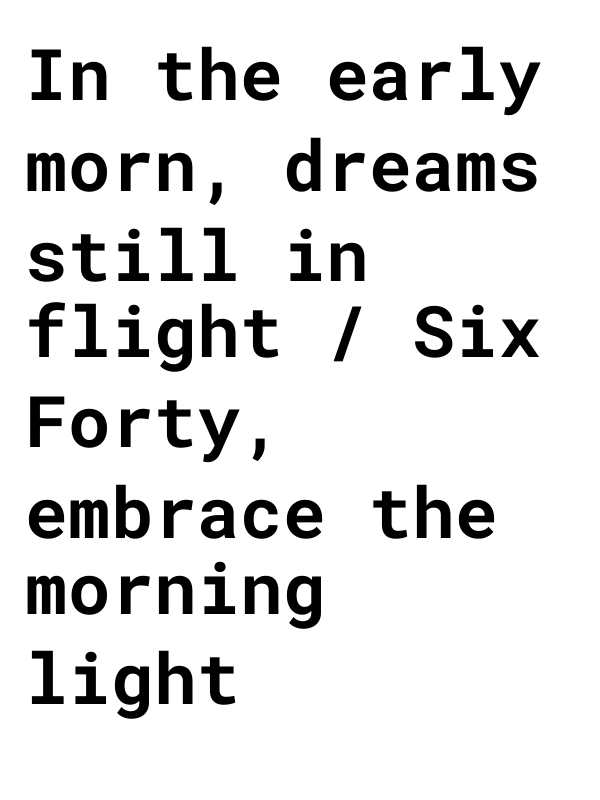 In the early
morn, dreams
still in
flight / Six
Forty,
embrace the
morning
light